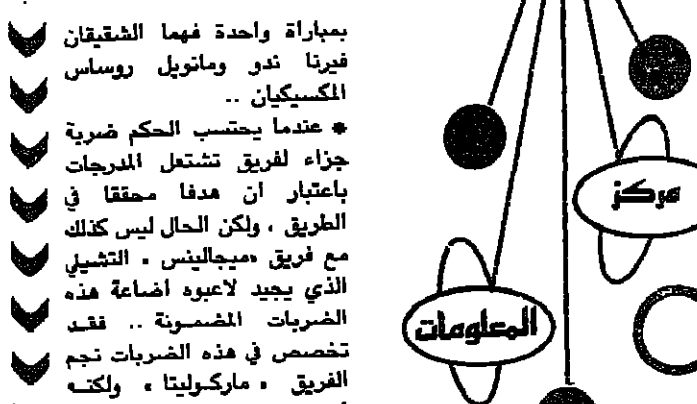 بمباراة واحدة فهما الشقيقان
فيرنا ندو ومانويل روساس
المكسيكيان ..
* عندما يحتسب الحكم ضربة
جزاء لفريق تشتعل المدرجات
باعتبار ان هدفا محققا في
الطريق ، ولكن الحال ليس كذلك
مع فريق «ميجالينس» التشيلي
الذي يجيد لاعبوه اضاعة هذه
الضربات المضمونة .. فقد
تخصص في هذه الضربات نجم
الفريق « ماركوليتا » ولكنه
مركز
المعلومات